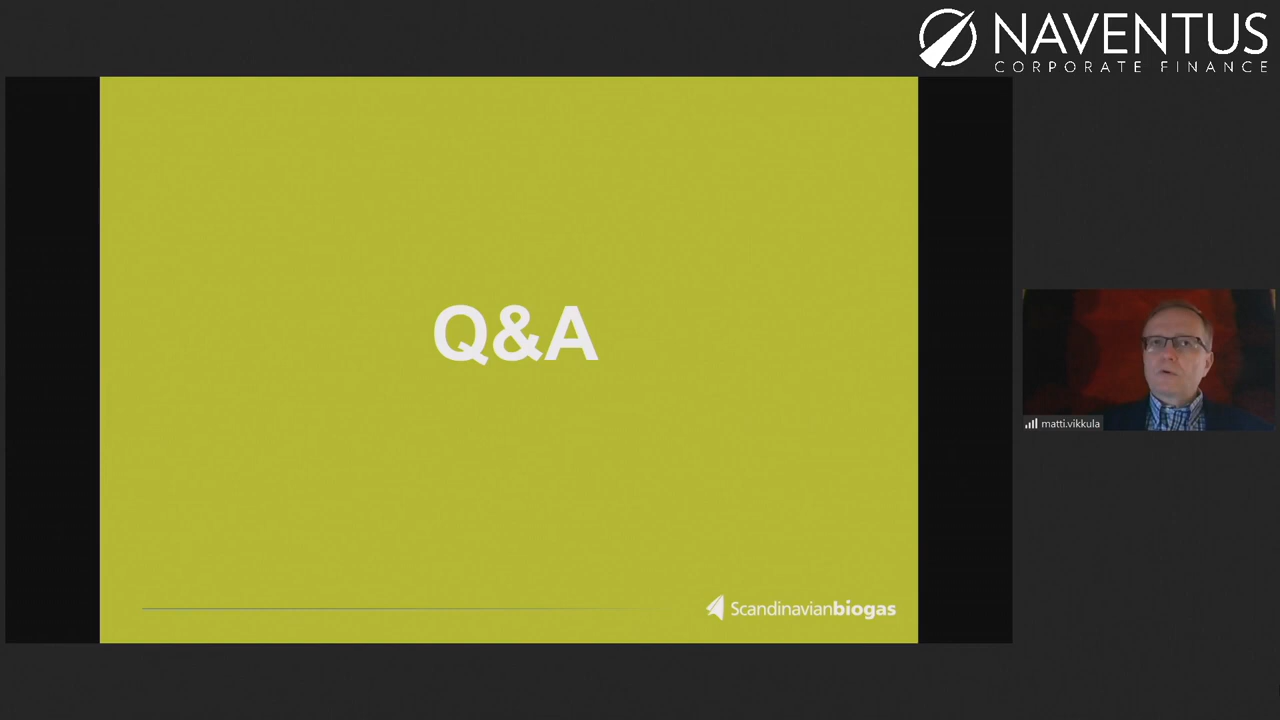 NAVENTUS
CORPORATE FINANCE
Q&A
matti.vikkula
Scandinavianbiogas